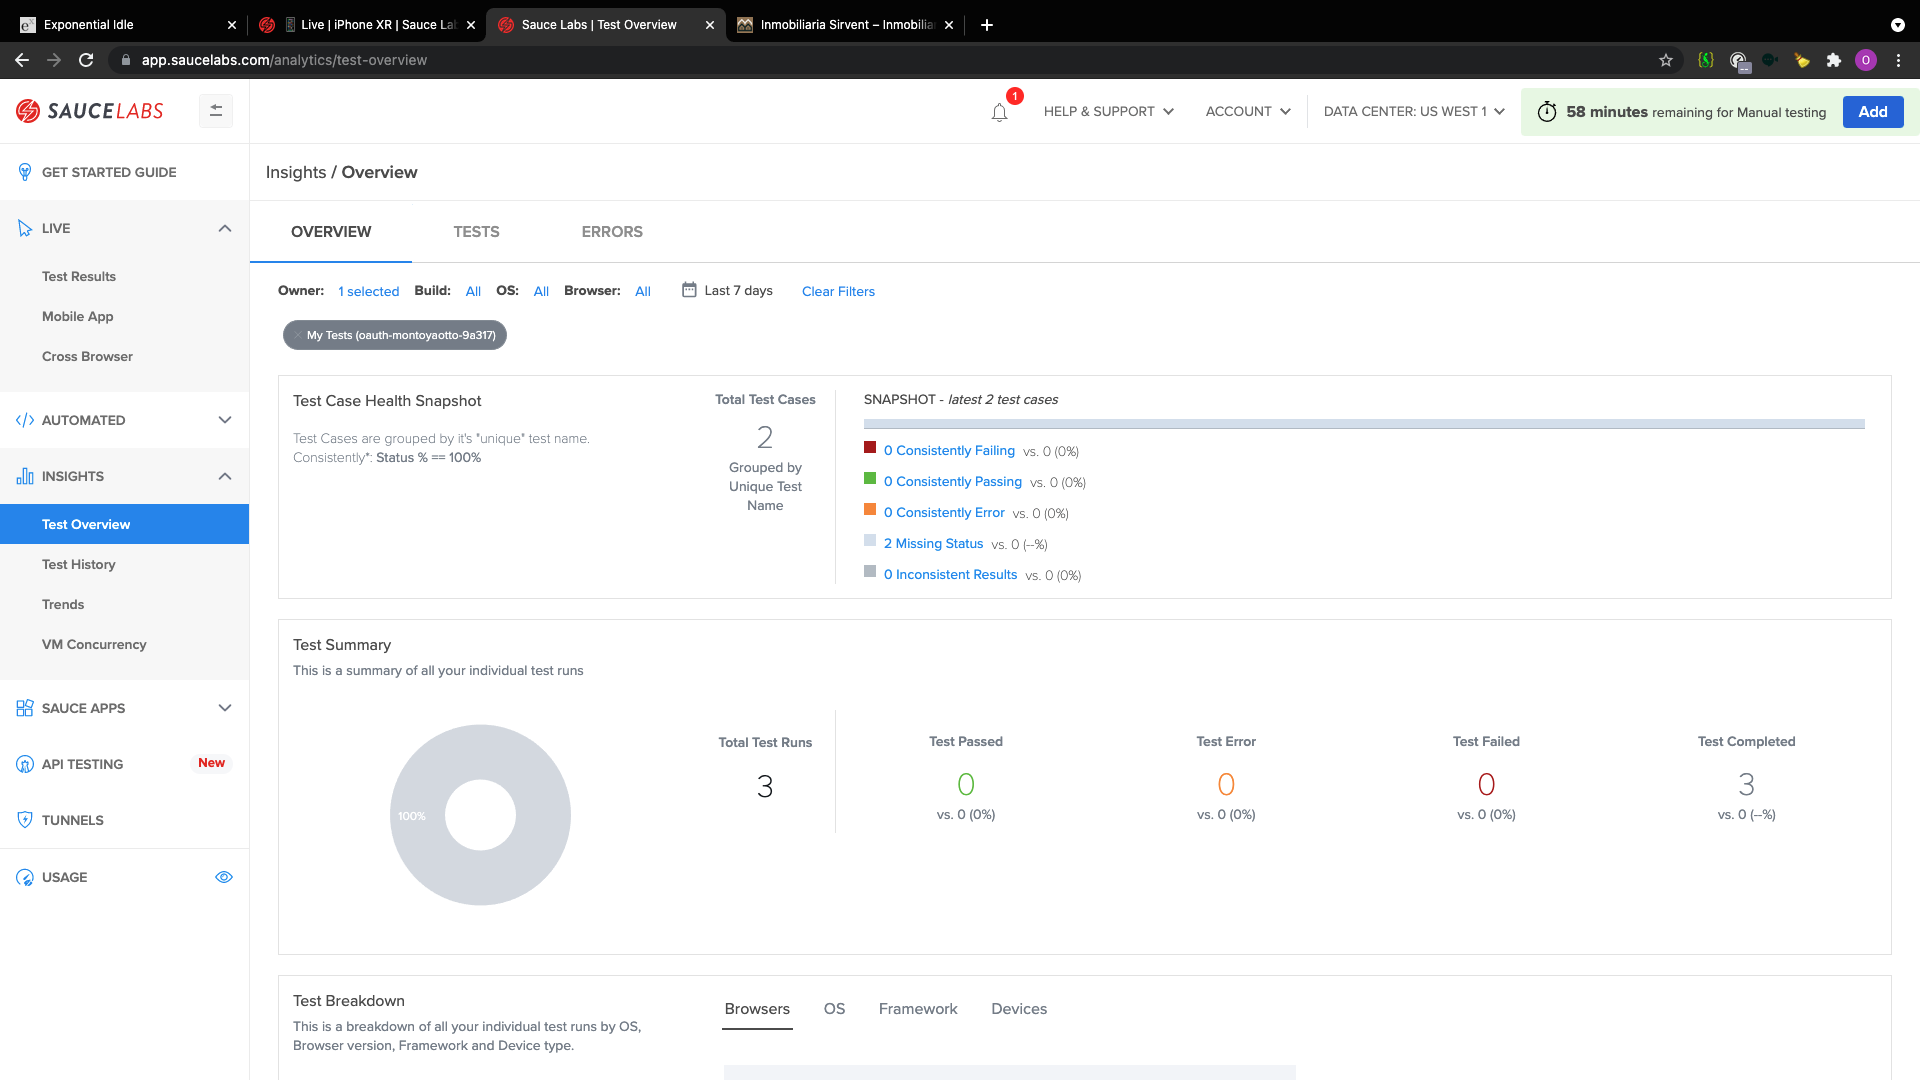 Exponential Idle
Live | iPhone XR | Sauce Lab
Sauce Labs | Test Overview
Inmobiliaria Sirvent – Inmobilia
app.saucelabs.com/analytics/test-overview
O
SAUCELABS
1
HELP & SUPPORT
ACCOUNT
DATA CENTER: US WEST 1
58 minutes remaining for Manual testing
Add
GET STARTED GUIDE
LIVE
Test Results
Mobile App
Cross Browser
AUTOMATED
INSIGHTS
Test Overview
Test History
Trends
VM Concurrency
SAUCE APPS
API TESTING
New
TUNNELS
USAGE
Insights / Overview
OVERVIEW
TESTS
ERRORS
Owner: 1 selected Build: All OS: All Browser: All Last 7 days Clear Filters
My Tests (oauth-montoyaotto-9a317)
Test Case Health Snapshot
Test Cases are grouped by it's "unique" test name.
Consistently*: Status % == 100%
Total Test Cases
2
Grouped by
Unique Test
Name
SNAPSHOT - latest 2 test cases
0 Consistently Failing vs. 0 (0%)
0 Consistently Passing vs. 0 (0%)
0 Consistently Error vs. 0 (0%)
2 Missing Status vs. 0 (--%)
0 Inconsistent Results vs. 0 (0%)
Test Summary
This is a summary of all your individual test runs
100%
Total Test Runs
3
Test Passed
0
vs. 0 (0%)
Test Error
0
vs. 0 (0%)
Test Failed
0
vs. 0 (0%)
Test Completed
3
vs. 0 (--%)
Test Breakdown
This is a breakdown of all your individual test runs by OS,
Browser version, Framework and Device type.
Browsers
OS
Framework
Devices